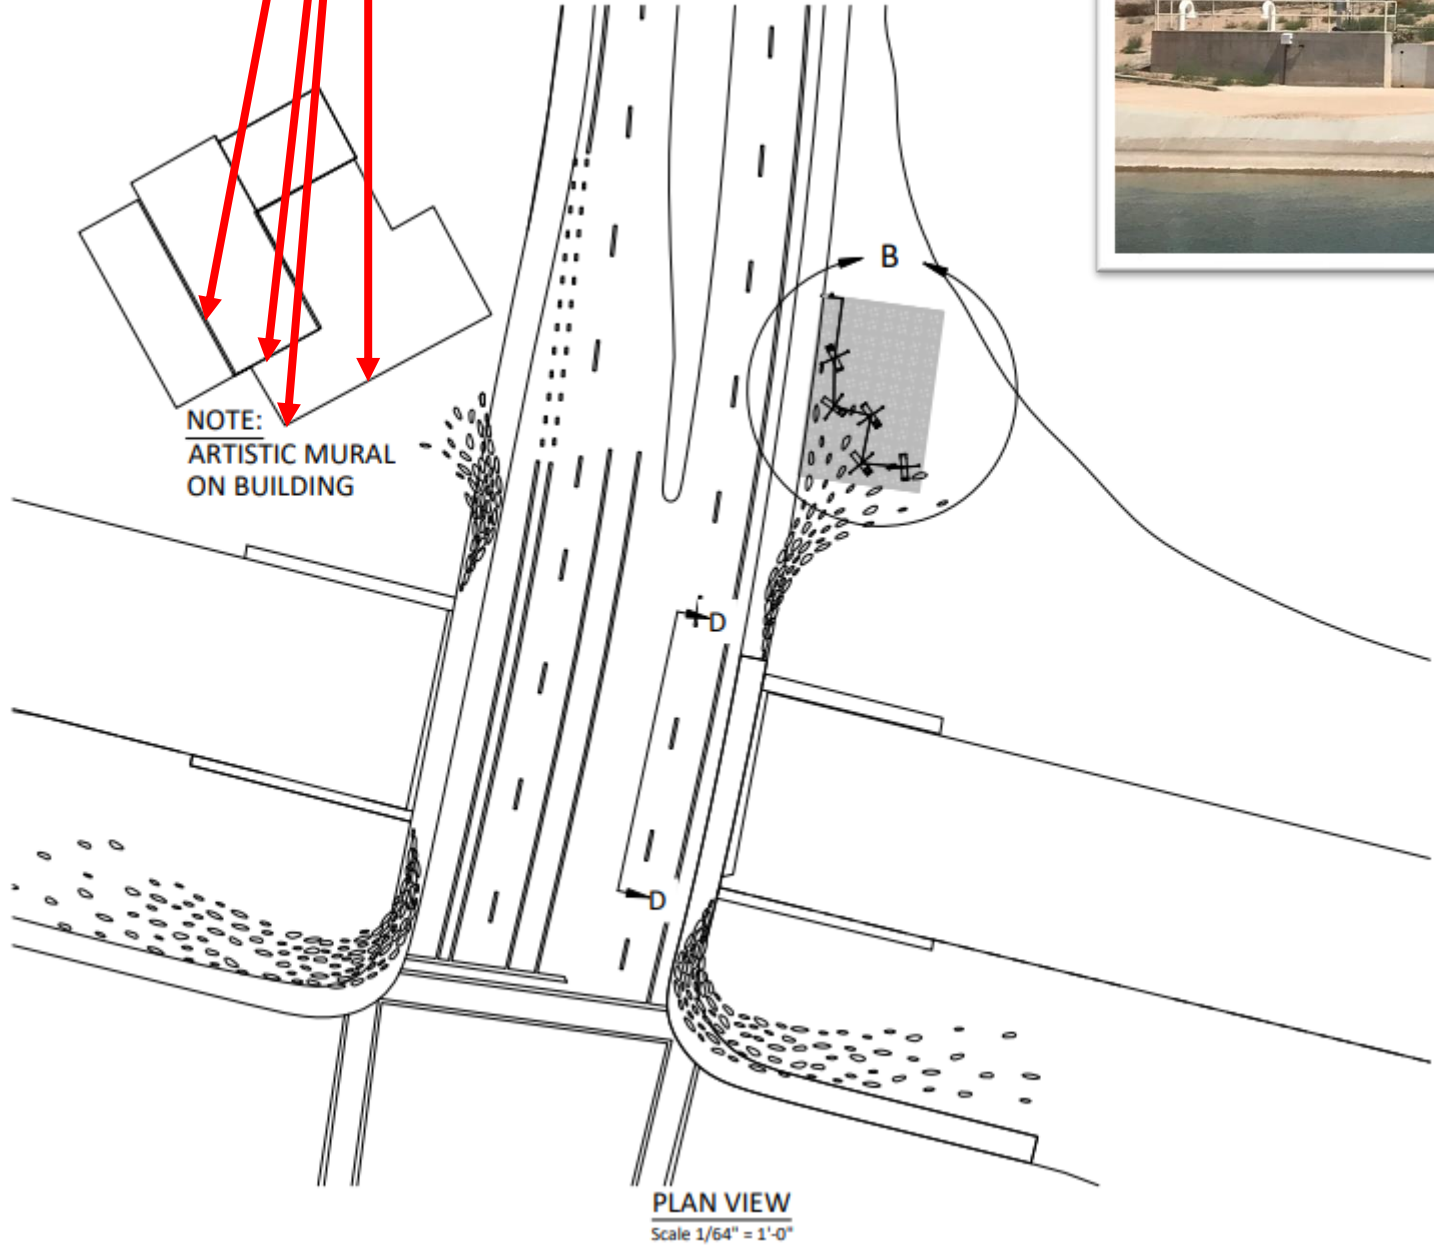 B
NOTE:
ARTISTIC MURAL
ON BUILDING
D
D
PLAN VIEW
Scale 1/64" = 1'-0"